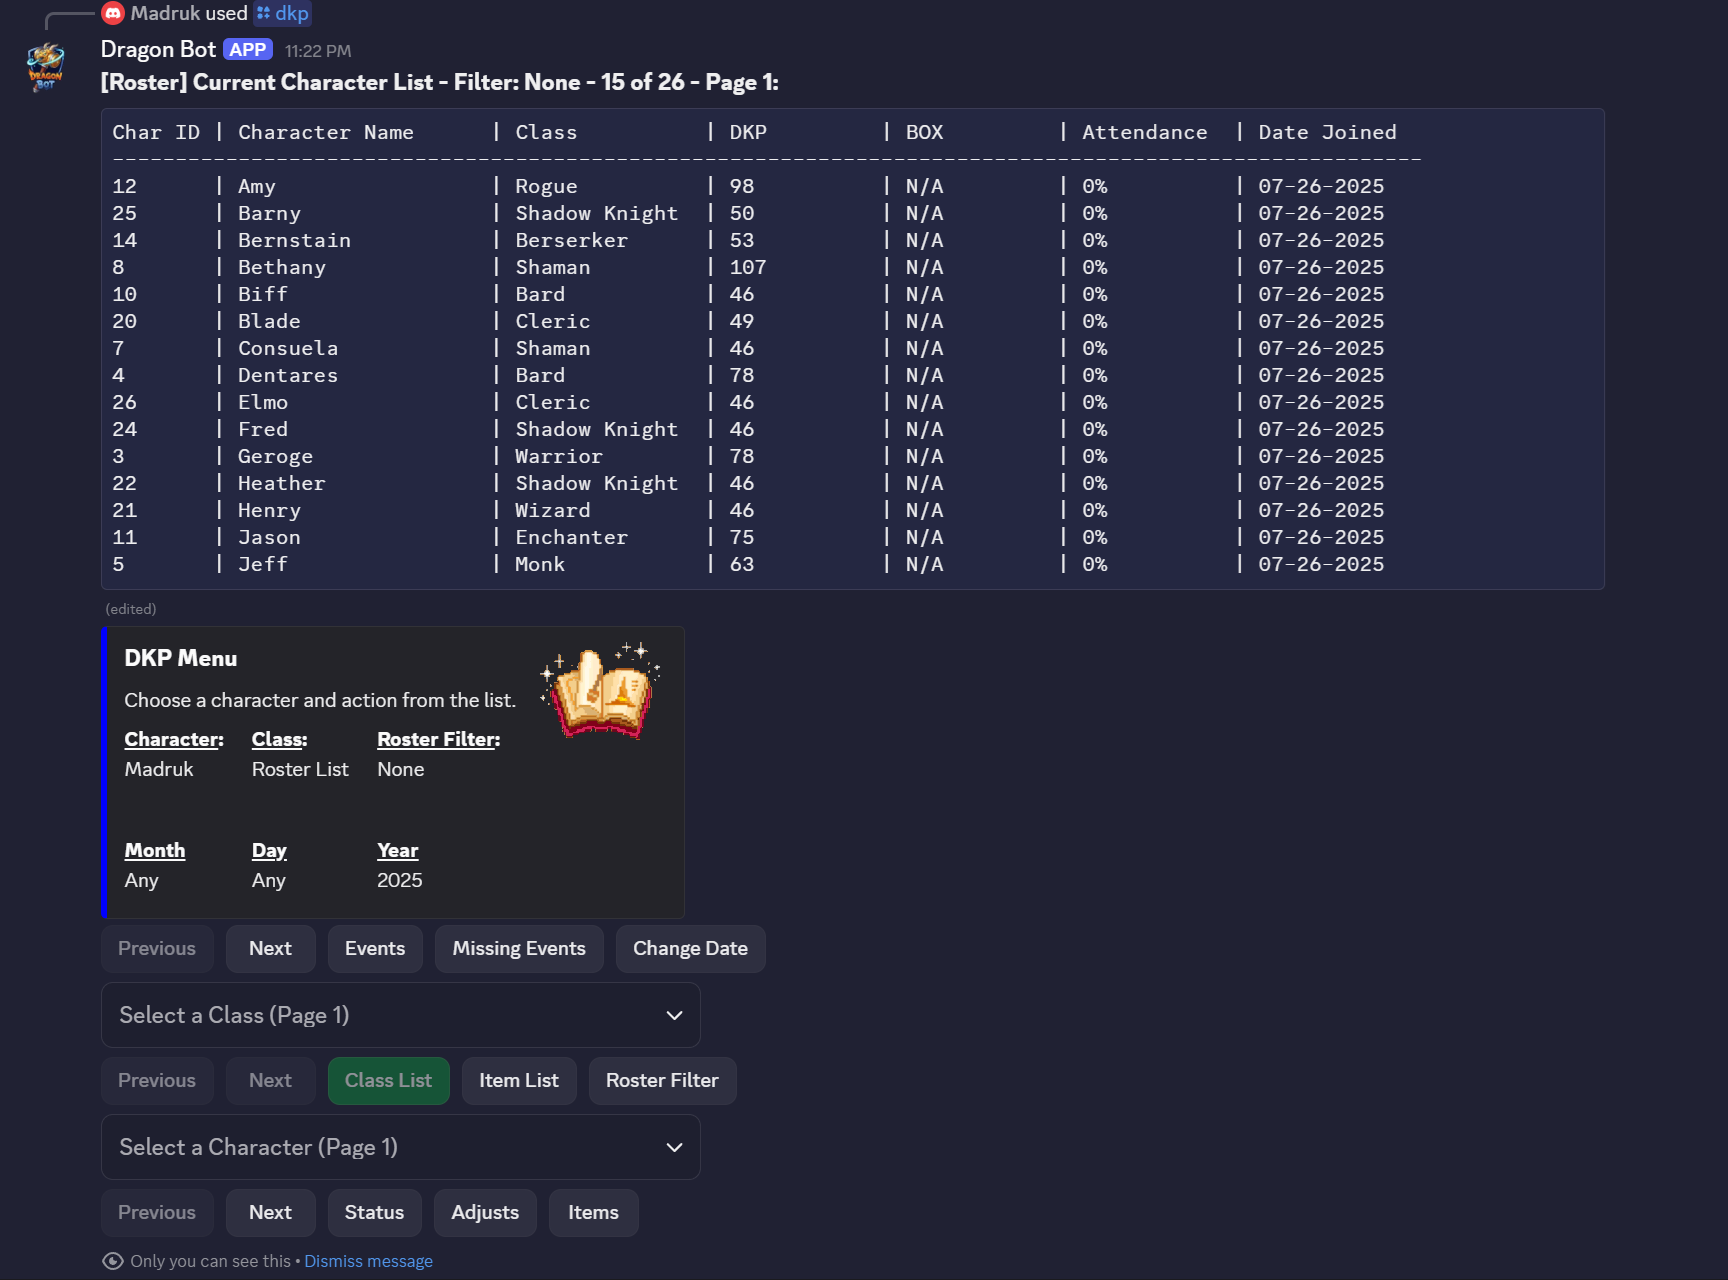 Madruk used dkp
Dragon Bot APP 11:22 PM
DRAGON
BOT
[Roster] Current Character List - Filter: None - 15 of 26 - Page 1:
Char ID | Character Name | Class | DKP | BOX | Attendance | Date Joined
--------------------------------------------------------------------------------------------------------
12 | Amy | Rogue | 98 | N/A | 0% | 07-26-2025
25 | Barny | Shadow Knight | 50 | N/A | 0% | 07-26-2025
14 | Bernstain | Berserker | 53 | N/A | 0% | 07-26-2025
8 | Bethany | Shaman | 107 | N/A | 0% | 07-26-2025
10 | Biff | Bard | 46 | N/A | 0% | 07-26-2025
20 | Blade | Cleric | 49 | N/A | 0% | 07-26-2025
7 | Consuela | Shaman | 46 | N/A | 0% | 07-26-2025
4 | Dentares | Bard | 78 | N/A | 0% | 07-26-2025
26 | Elmo | Cleric | 46 | N/A | 0% | 07-26-2025
24 | Fred | Shadow Knight | 46 | N/A | 0% | 07-26-2025
3 | Geroge | Warrior | 78 | N/A | 0% | 07-26-2025
22 | Heather | Shadow Knight | 46 | N/A | 0% | 07-26-2025
21 | Henry | Wizard | 46 | N/A | 0% | 07-26-2025
11 | Jason | Enchanter | 75 | N/A | 0% | 07-26-2025
5 | Jeff | Monk | 63 | N/A | 0% | 07-26-2025
(edited)
DKP Menu
Choose a character and action from the list.
Character: Class: Roster Filter:
Madruk Roster List None
Month Day Year
Any Any 2025
Previous Next Events Missing Events Change Date
Select a Class (Page 1)
Previous Next Class List Item List Roster Filter
Select a Character (Page 1)
Previous Next Status Adjusts Items
Only you can see this • Dismiss message